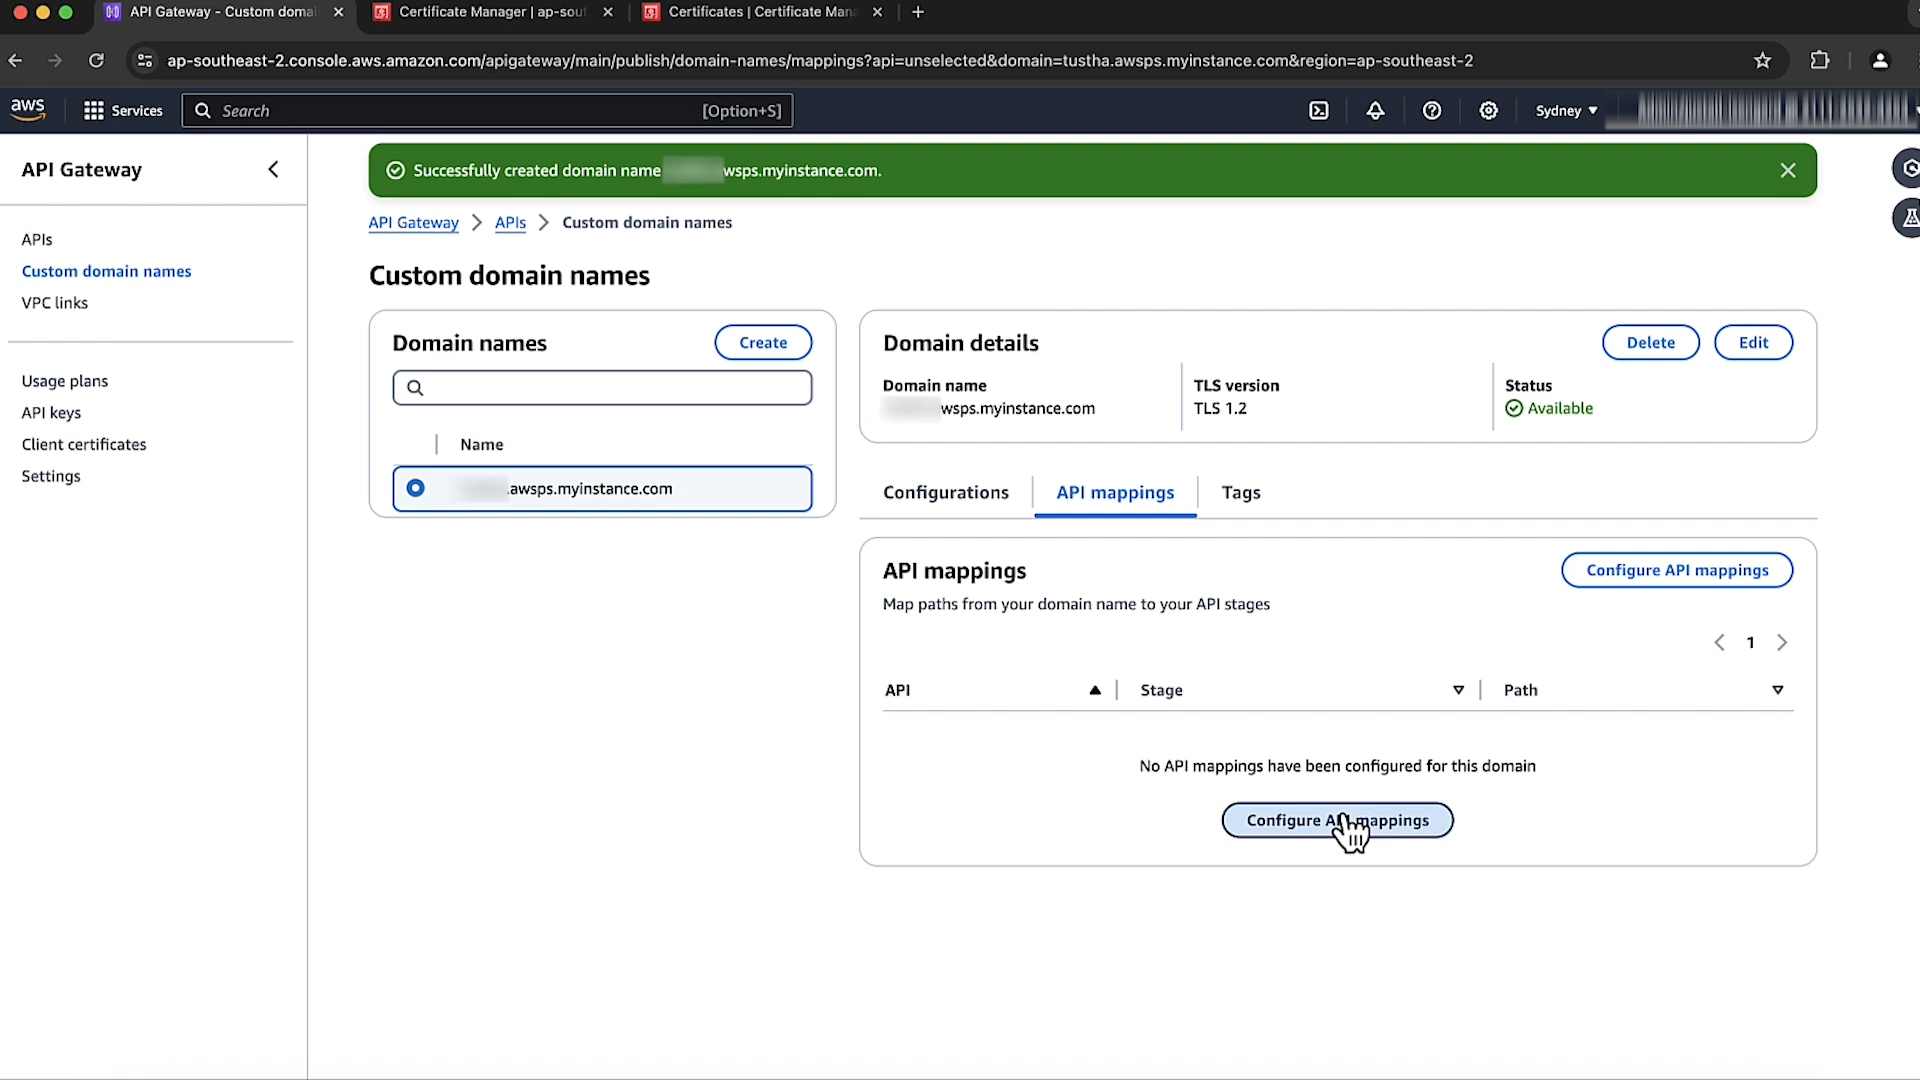 API Gateway - Custom domai
Certificate Manager | ap-sout
Certificates | Certificate Mana
ap-southeast-2.console.aws.amazon.com/apigateway/main/publish/domain-names/mappings?api=unselected&domain=tustha.awsps.myinstance.com&region=ap-southeast-2
aws
Services
Search
[Option+S]
Sydney
API Gateway
APIs
Custom domain names
VPC links
Usage plans
API keys
Client certificates
Settings
Successfully created domain name wsps.myinstance.com.
API Gateway > APIs > Custom domain names
Custom domain names
Domain names
Create
Name
.awsps.myinstance.com
Domain details
Delete
Edit
Domain name
wsps.myinstance.com
TLS version
TLS 1.2
Status
Available
Configurations
API mappings
Tags
API mappings
Configure API mappings
Map paths from your domain name to your API stages
1
API
Stage
Path
No API mappings have been configured for this domain
Configure API mappings